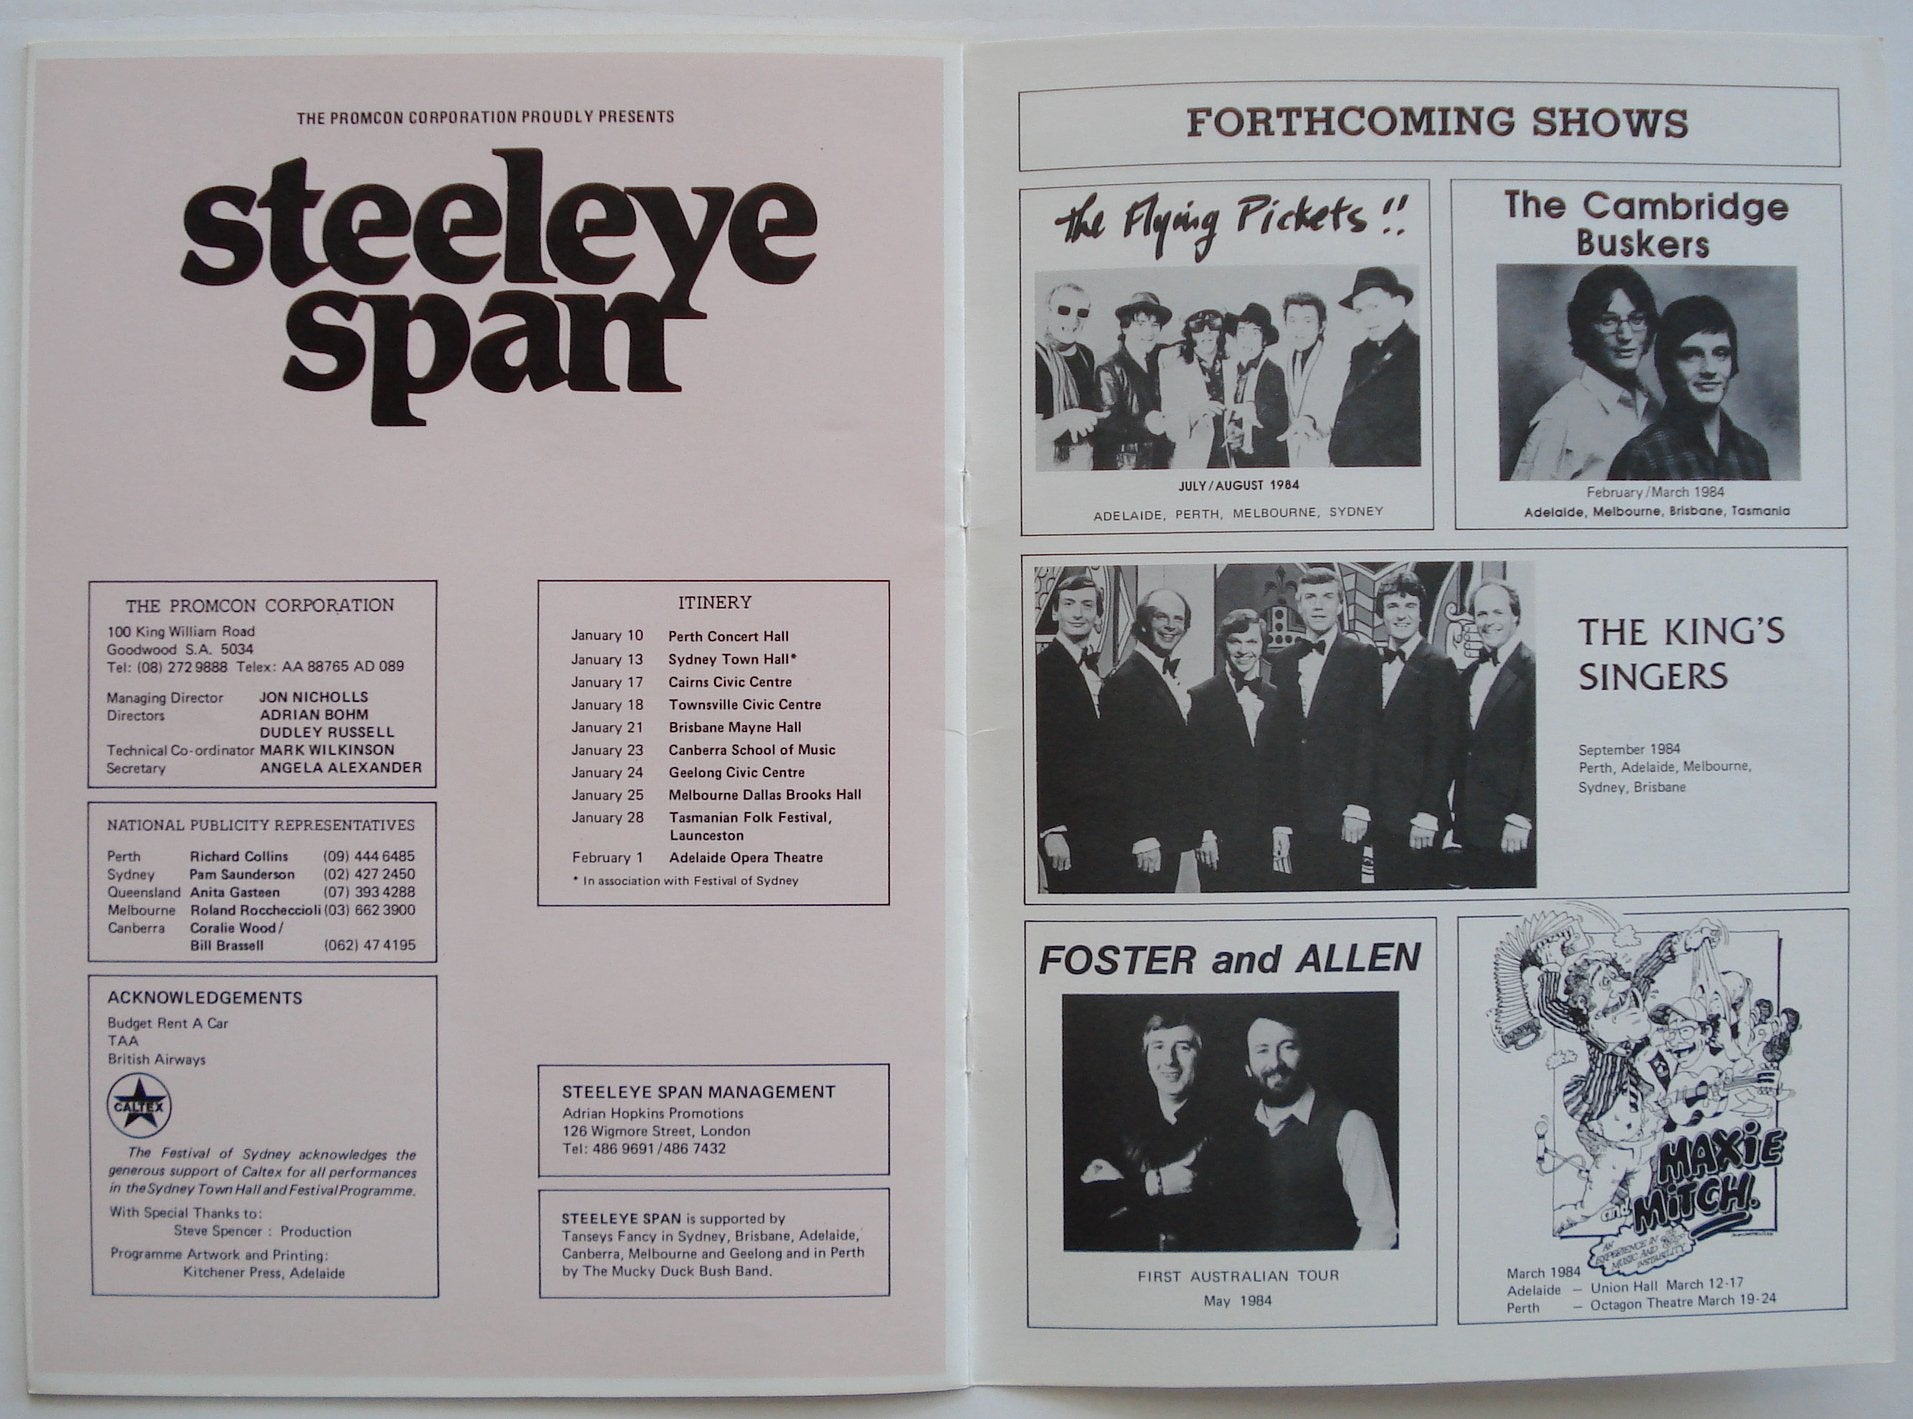 THE PROMCON CORPORATION PROUDLY PRESENTS
steeleye
span
THE PROMCON CORPORATION
100 King William Road
Goodwood S.A. 5034
Tel: (08) 272 9888 Telex: AA 88765 AD 089
Managing Director JON NICHOLLS
Directors ADRIAN BOHM
DUDLEY RUSSELL
Technical Co-ordinator MARK WILKINSON
Secretary ANGELA ALEXANDER
NATIONAL PUBLICITY REPRESENTATIVES
Perth Richard Collins (09) 444 6485
Sydney Pam Saunderson (02) 427 2450
Queensland Anita Gasteen (07) 393 4288
Melbourne Roland Roccheccioli (03) 662 3900
Canberra Coralie Wood/
Bill Brassell (062) 47 4195
ACKNOWLEDGEMENTS
Budget Rent A Car
TAA
British Airways
CALTEX
The Festival of Sydney acknowledges the
generous support of Caltex for all performances
in the Sydney Town Hall and Festival Programme.
With Special Thanks to:
Steve Spencer : Production
Programme Artwork and Printing:
Kitchener Press, Adelaide
ITINERY
January 10 Perth Concert Hall
January 13 Sydney Town Hall*
January 17 Cairns Civic Centre
January 18 Townsville Civic Centre
January 21 Brisbane Mayne Hall
January 23 Canberra School of Music
January 24 Geelong Civic Centre
January 25 Melbourne Dallas Brooks Hall
January 28 Tasmanian Folk Festival,
Launceston
February 1 Adelaide Opera Theatre
* In association with Festival of Sydney
STEELEYE SPAN MANAGEMENT
Adrian Hopkins Promotions
126 Wigmore Street, London
Tel: 486 9691/486 7432
STEELEYE SPAN is supported by
Tanseys Fancy in Sydney, Brisbane, Adelaide,
Canberra, Melbourne and Geelong and in Perth
by The Mucky Duck Bush Band.
FORTHCOMING SHOWS
The Flying Pickets!!
JULY/AUGUST 1984
ADELAIDE, PERTH, MELBOURNE, SYDNEY
The Cambridge
Buskers
February/March 1984
Adelaide, Melbourne, Brisbane, Tasmania
THE KING'S
SINGERS
September 1984
Perth, Adelaide, Melbourne,
Sydney, Brisbane
FOSTER and ALLEN
FIRST AUSTRALIAN TOUR
May 1984
MAXiE
and MiTCH.
AN
EXPERIENCE IN
MUSIC AND
INSTABILITY
March 1984
Adelaide – Union Hall March 12-17
Perth – Octagon Theatre March 19-24